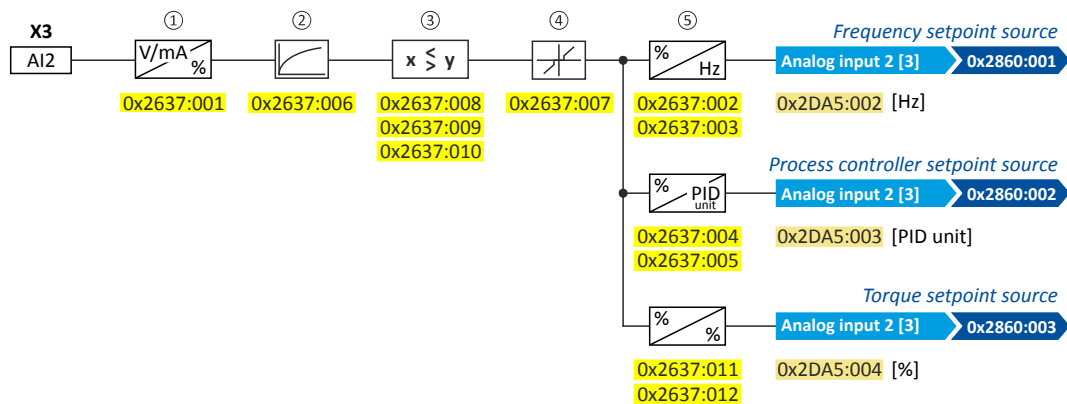 ① ② ③ ④ ⑤
X3
AI2
V/mA
%
x ≶ y
%
Hz
Frequency setpoint source
Analog input 2 [3] 0x2860:001
0x2637:001
0x2637:006
0x2637:008
0x2637:009
0x2637:010
0x2637:007
0x2637:002
0x2637:003
0x2DA5:002 [Hz]
Process controller setpoint source
%
PID
unit
Analog input 2 [3] 0x2860:002
0x2637:004
0x2637:005
0x2DA5:003 [PID unit]
Torque setpoint source
%
%
Analog input 2 [3] 0x2860:003
0x2637:011
0x2637:012
0x2DA5:004 [%]